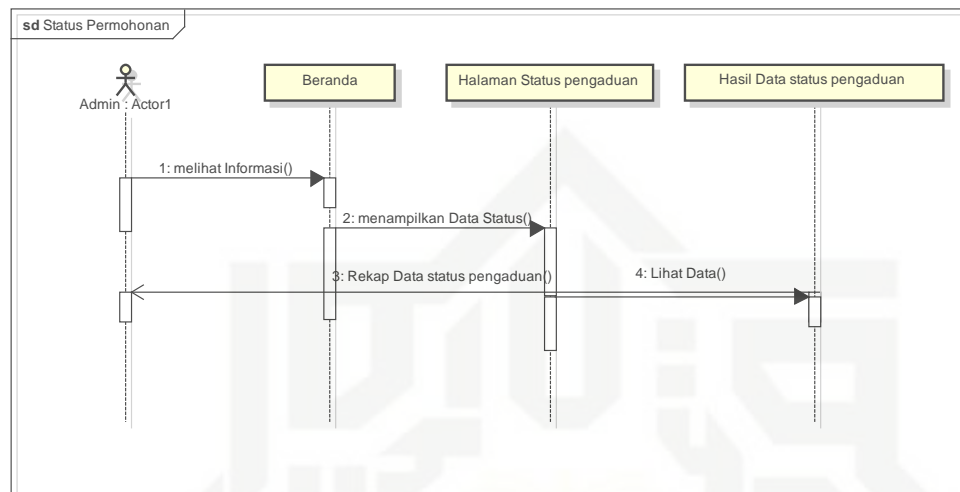 sd Status Permohonan
Admin : Actor1
Beranda
Halaman Status pengaduan
Hasil Data status pengaduan
1: melihat Informasi()
2: menampilkan Data Status()
3: Rekap Data status pengaduan()
4: Lihat Data()